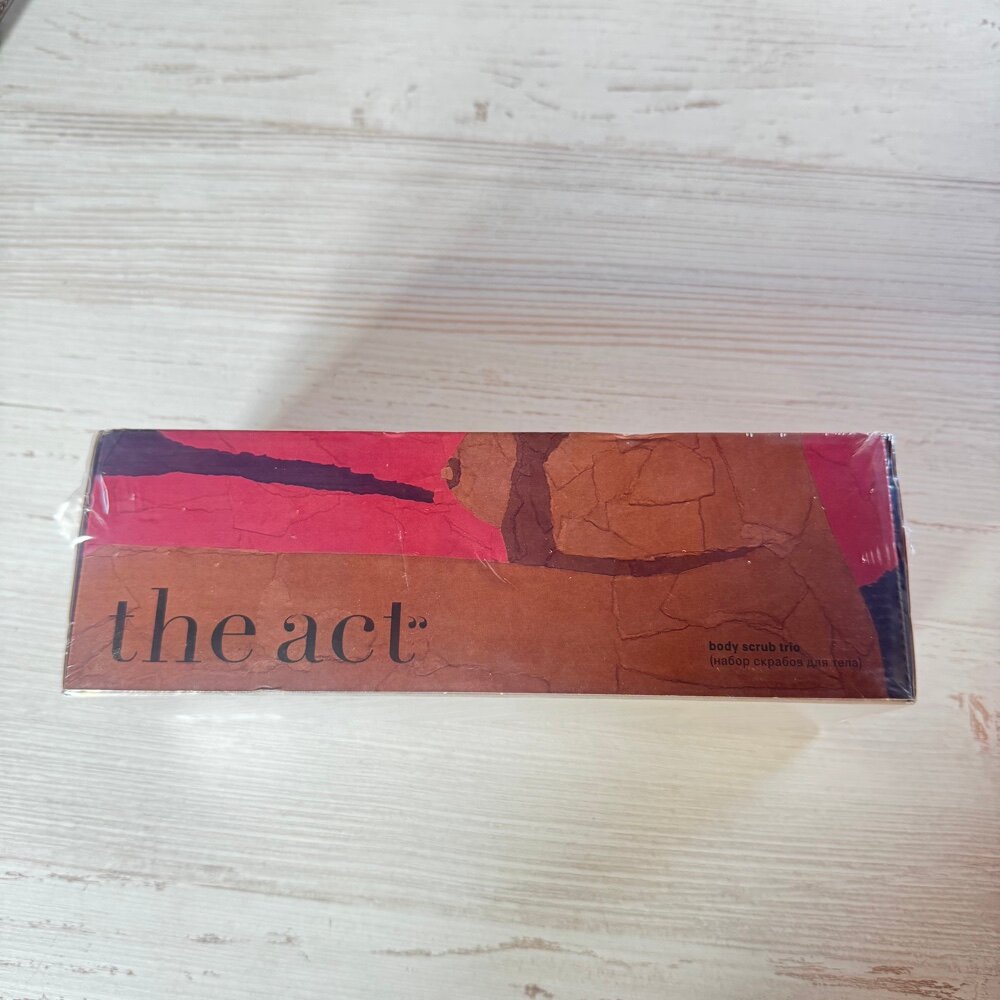 the act”
body scrub trio
(набор скрабов для тела)